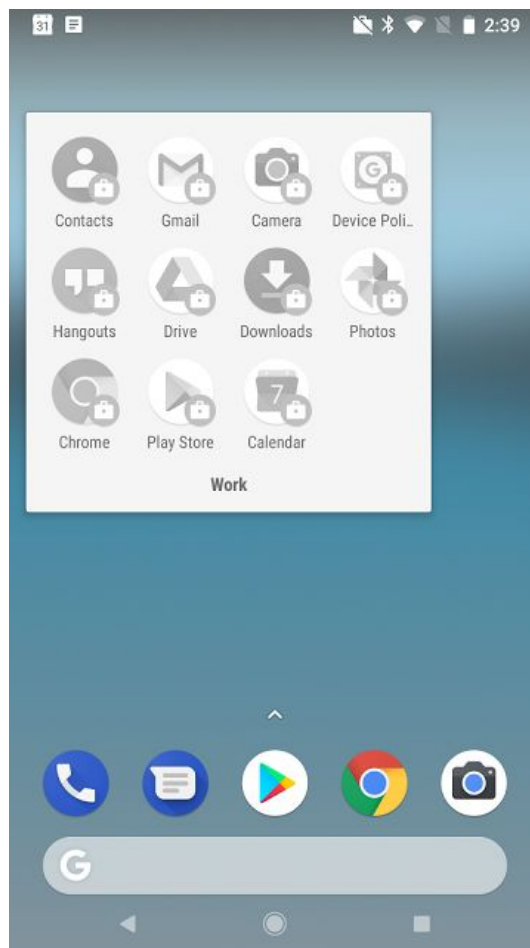 31 2:39
Contacts Gmail Camera Device Poli..
Hangouts Drive Downloads Photos
Chrome Play Store Calendar
7
Work
G